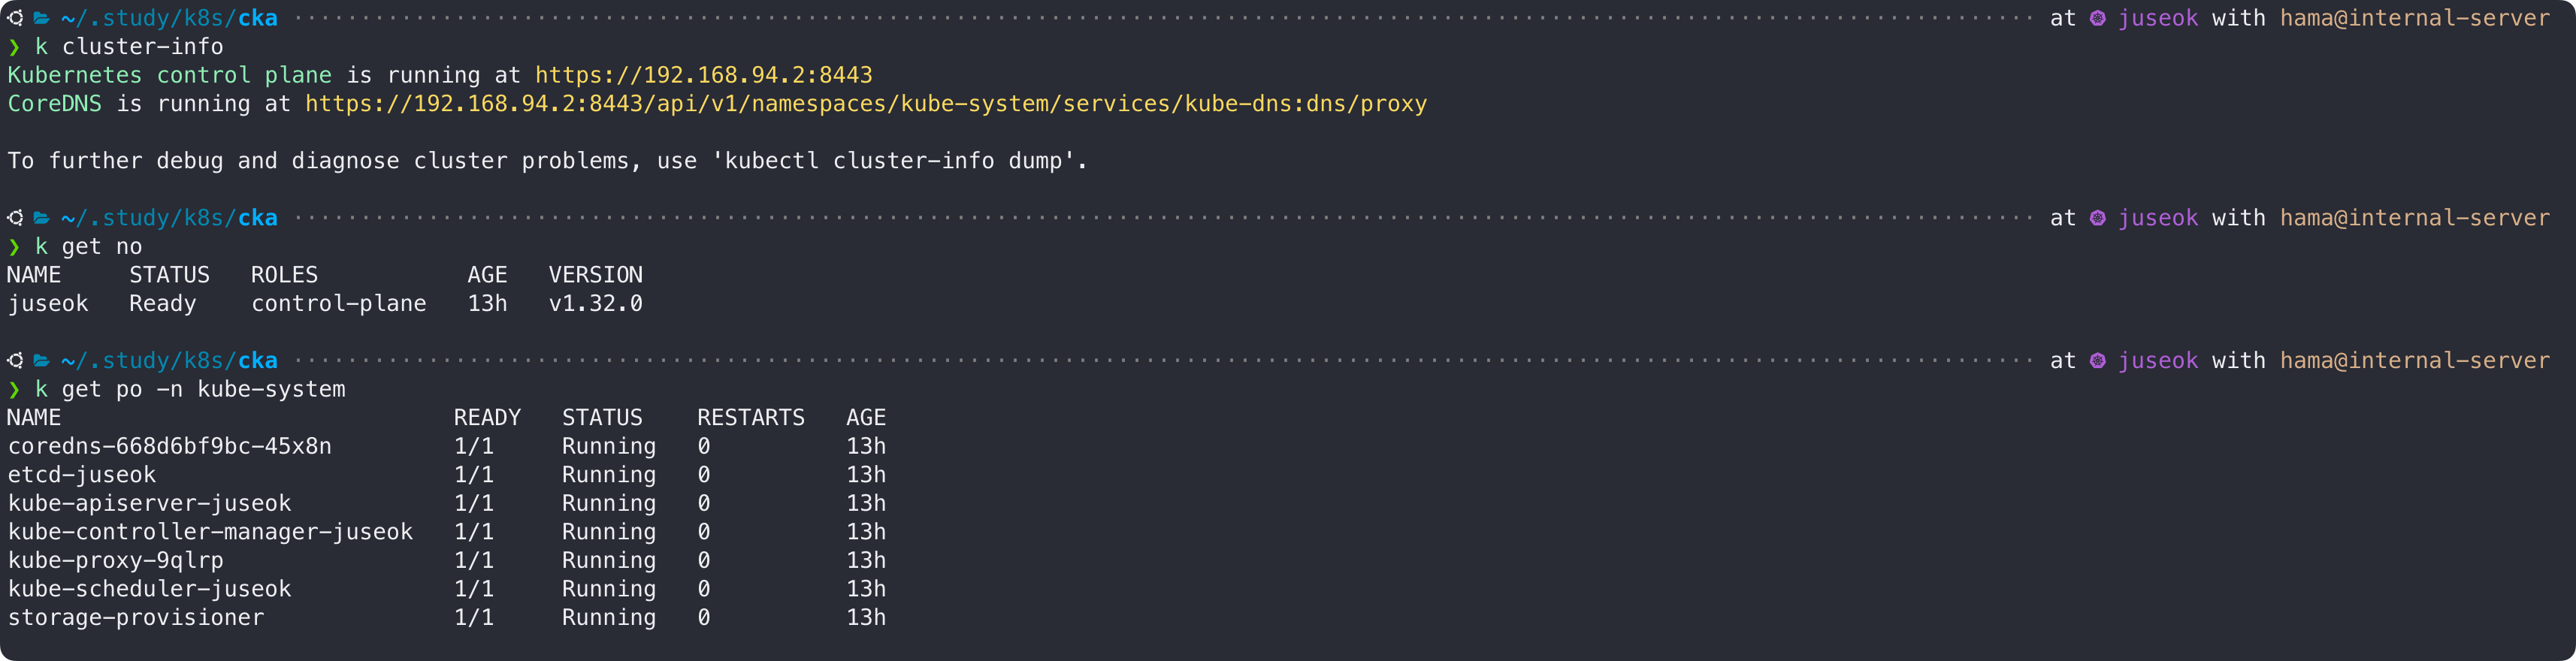 ~/.study/k8s/cka at juseok with hama@internal-server
❯ k cluster-info
Kubernetes control plane is running at https://192.168.94.2:8443
CoreDNS is running at https://192.168.94.2:8443/api/v1/namespaces/kube-system/services/kube-dns:dns/proxy
To further debug and diagnose cluster problems, use 'kubectl cluster-info dump'.
~/.study/k8s/cka at juseok with hama@internal-server
❯ k get no
NAME STATUS ROLES AGE VERSION
juseok Ready control-plane 13h v1.32.0
~/.study/k8s/cka at juseok with hama@internal-server
❯ k get po -n kube-system
NAME READY STATUS RESTARTS AGE
coredns-668d6bf9bc-45x8n 1/1 Running 0 13h
etcd-juseok 1/1 Running 0 13h
kube-apiserver-juseok 1/1 Running 0 13h
kube-controller-manager-juseok 1/1 Running 0 13h
kube-proxy-9qlrp 1/1 Running 0 13h
kube-scheduler-juseok 1/1 Running 0 13h
storage-provisioner 1/1 Running 0 13h